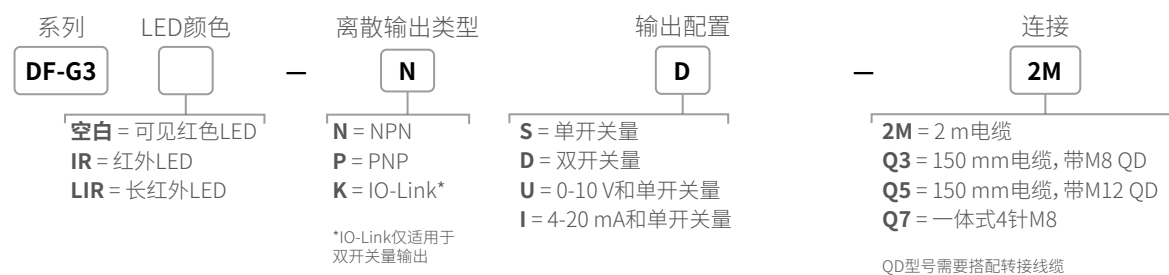 系列 LED颜色 离散输出类型 输出配置 连接
DF-G3 – N D – 2M
空白 = 可见红色LED
IR = 红外LED
LIR = 长红外LED
N = NPN
P = PNP
K = IO-Link*
*IO-Link仅适用于
双开关量输出
S = 单开关量
D = 双开关量
U = 0-10 V和单开关量
I = 4-20 mA和单开关量
2M = 2 m电缆
Q3 = 150 mm电缆, 带M8 QD
Q5 = 150 mm电缆, 带M12 QD
Q7 = 一体式4针M8
QD型号需要搭配转接线缆